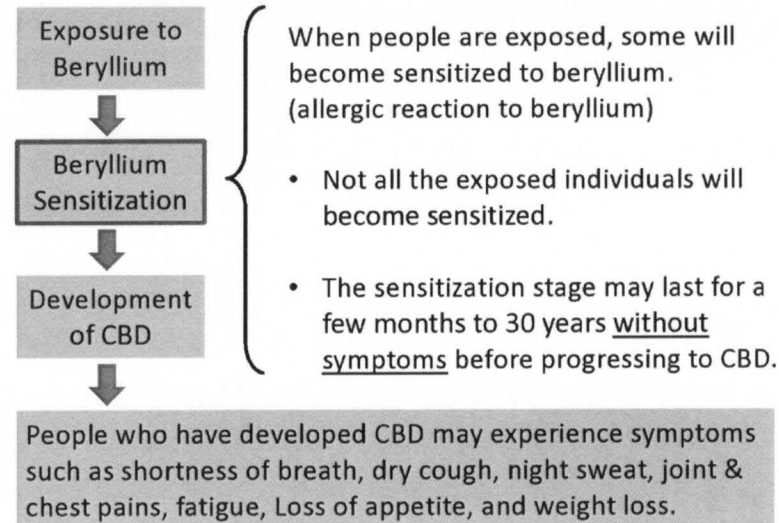 Exposure to
Beryllium
Beryllium
Sensitization
Development
of CBD
When people are exposed, some will
become sensitized to beryllium.
(allergic reaction to beryllium)
• Not all the exposed individuals will
become sensitized.
• The sensitization stage may last for a
few months to 30 years without
symptoms before progressing to CBD.
People who have developed CBD may experience symptoms
such as shortness of breath, dry cough, night sweat, joint &
chest pains, fatigue, Loss of appetite, and weight loss.